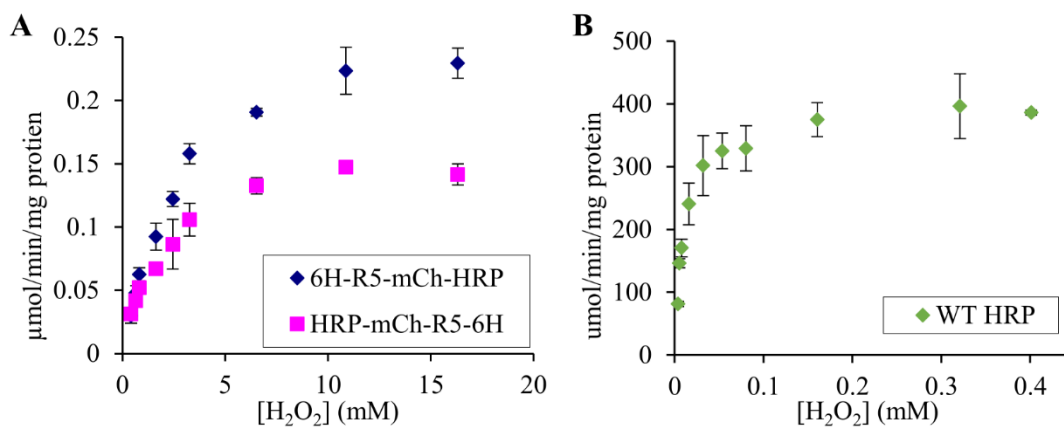 A
0.25
0.2
0.15
0.1
0.05
0
µmol/min/mg protien
0
5
10
15
20
[H₂O₂] (mM)
6H-R5-mCh-HRP
HRP-mCh-R5-6H
B
500
400
300
200
100
0
umol/min/mg protein
0
0.1
0.2
0.3
0.4
[H₂O₂] (mM)
WT HRP